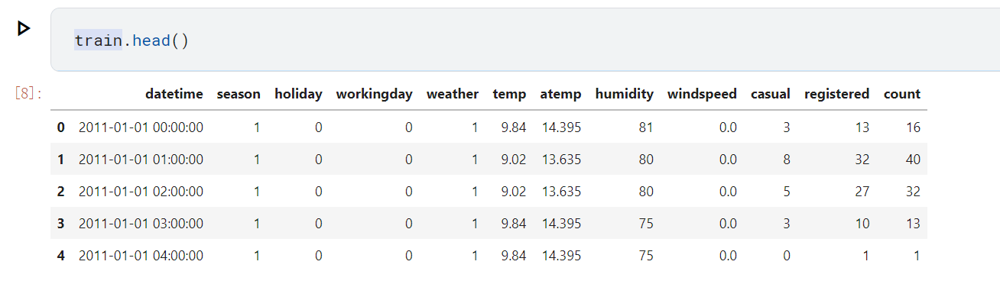 train.head()
[8]:
datetime season holiday workingday weather temp atemp humidity windspeed casual registered count
0 2011-01-01 00:00:00 1 0 0 1 9.84 14.395 81 0.0 3 13 16
1 2011-01-01 01:00:00 1 0 0 1 9.02 13.635 80 0.0 8 32 40
2 2011-01-01 02:00:00 1 0 0 1 9.02 13.635 80 0.0 5 27 32
3 2011-01-01 03:00:00 1 0 0 1 9.84 14.395 75 0.0 3 10 13
4 2011-01-01 04:00:00 1 0 0 1 9.84 14.395 75 0.0 0 1 1